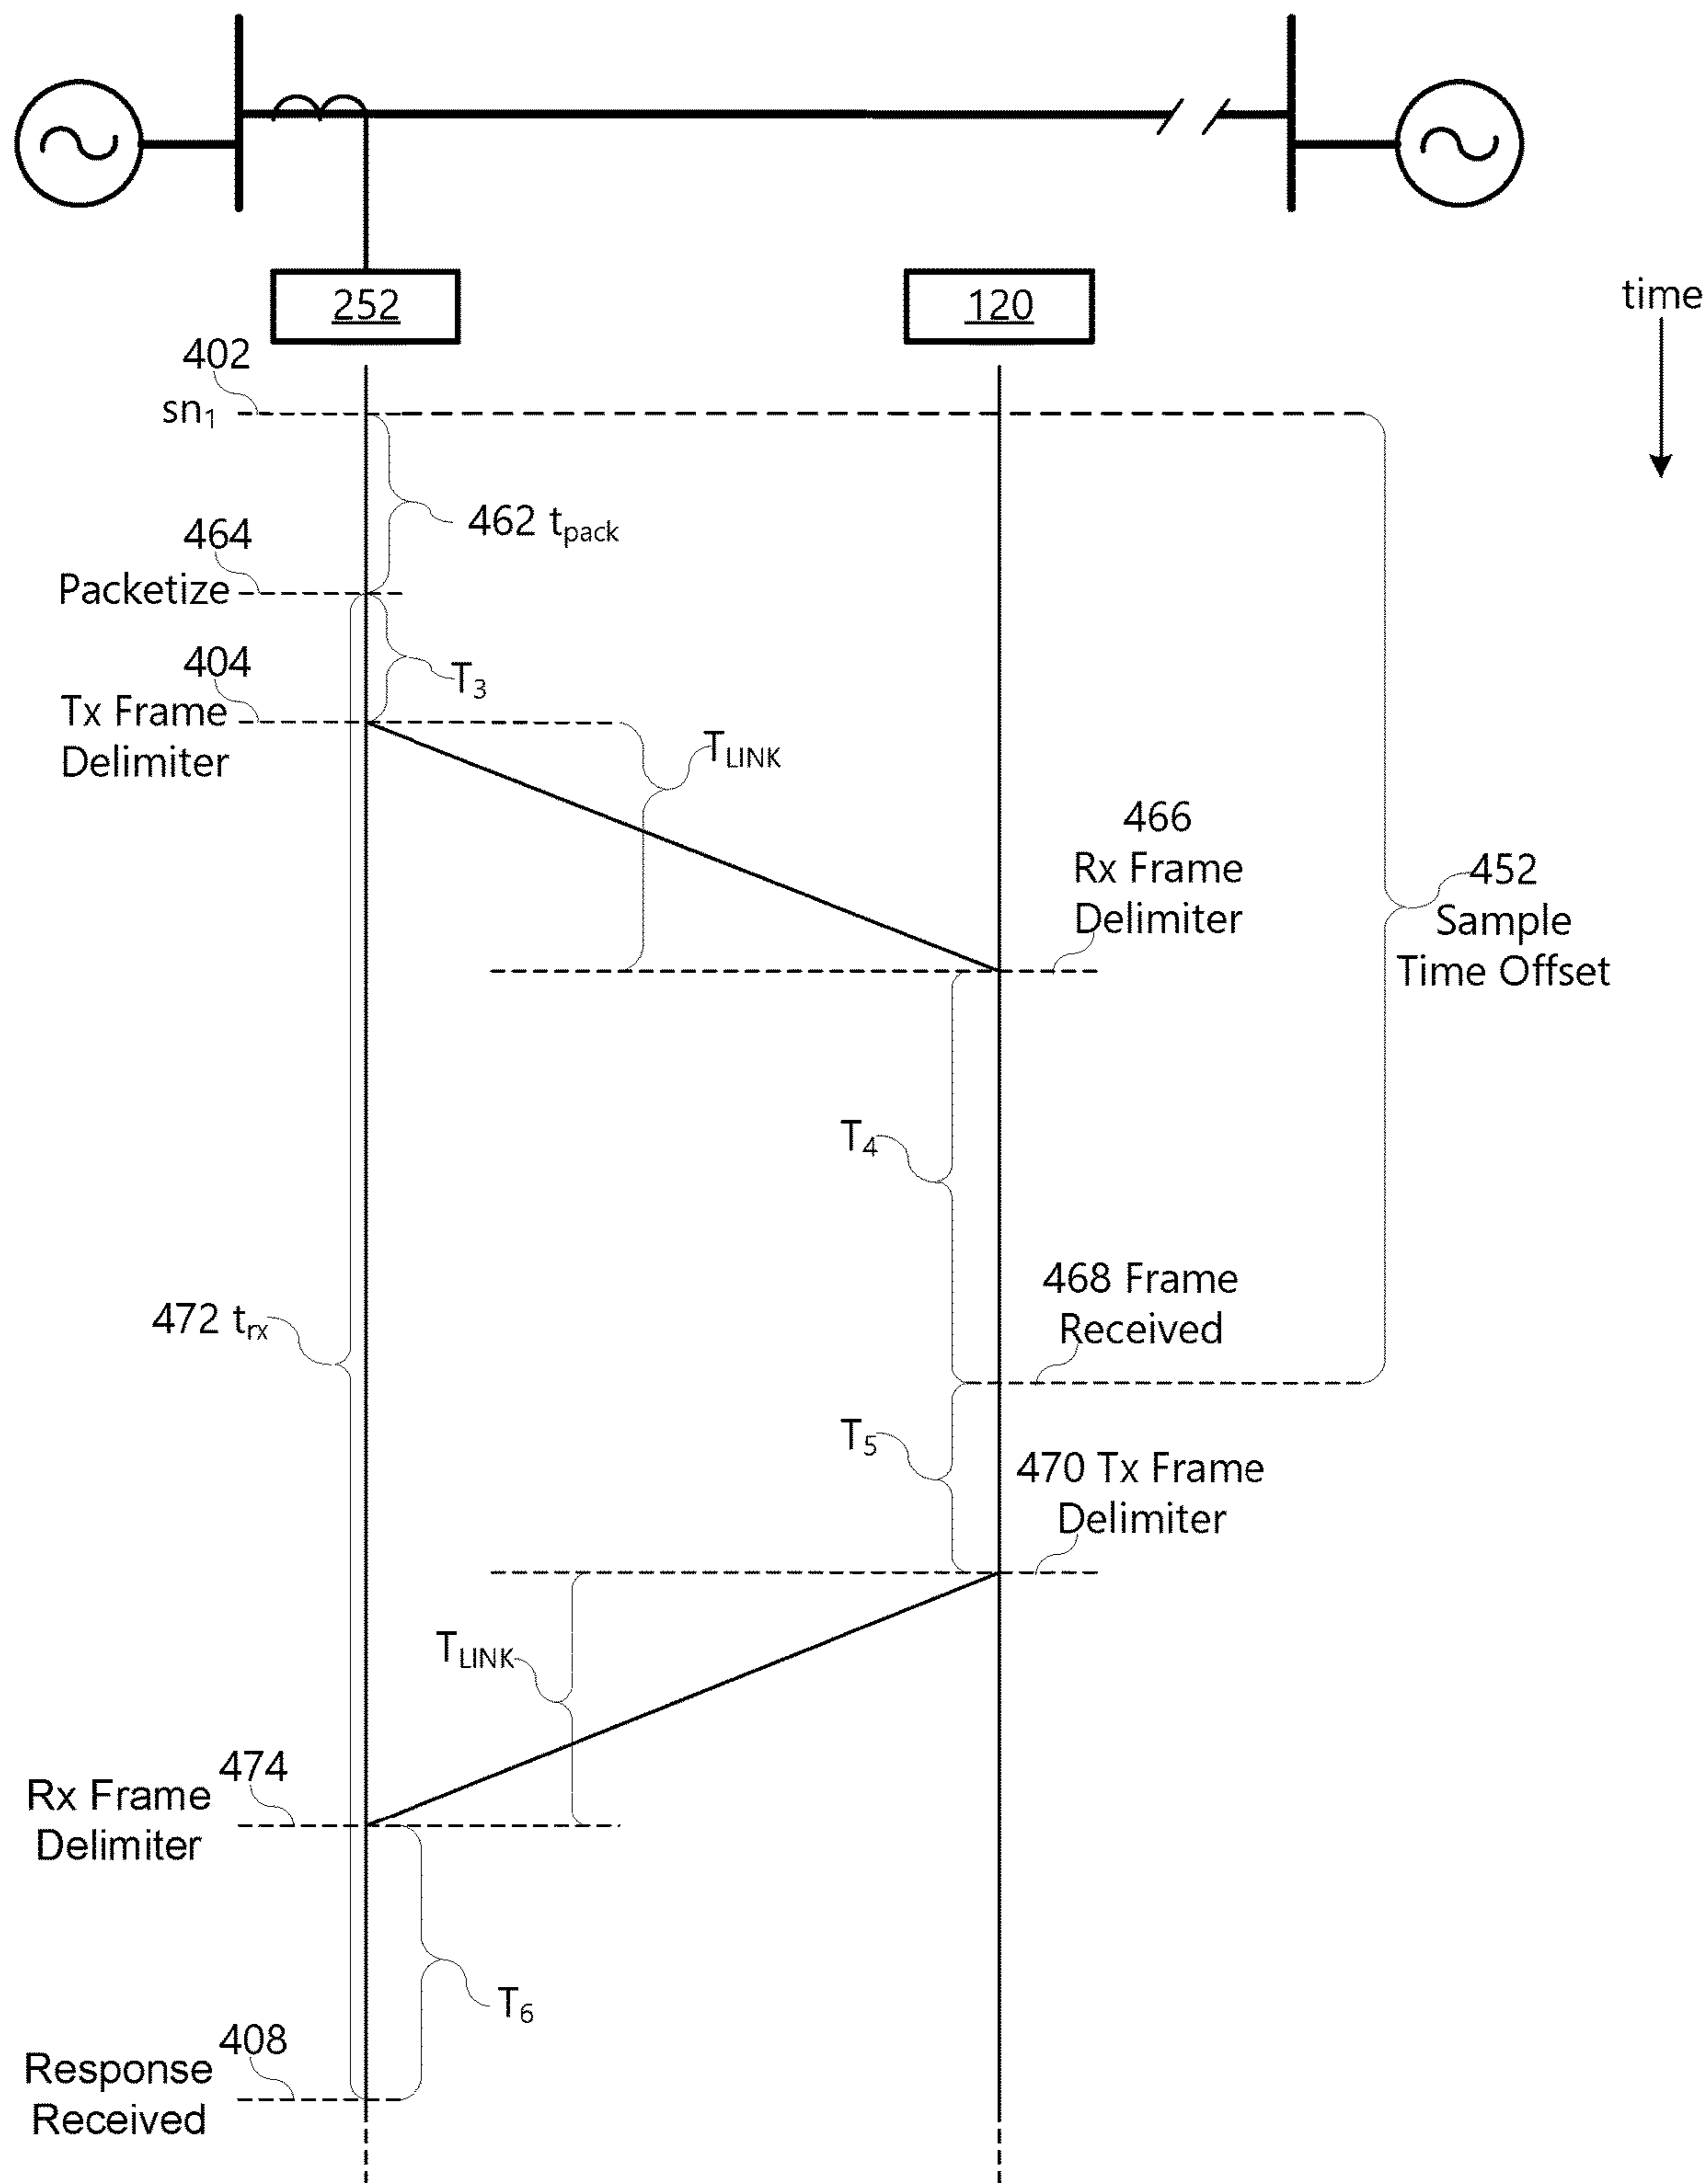 252
120
time
402
sn1
462 tpack
464
Packetize
404
T3
Tx Frame
Delimiter
TLINK
466
Rx Frame
Delimiter
452
Sample
Time Offset
T4
468 Frame
Received
472 trx
T5
470 Tx Frame
Delimiter
TLINK
474
Rx Frame
Delimiter
T6
408
Response
Received